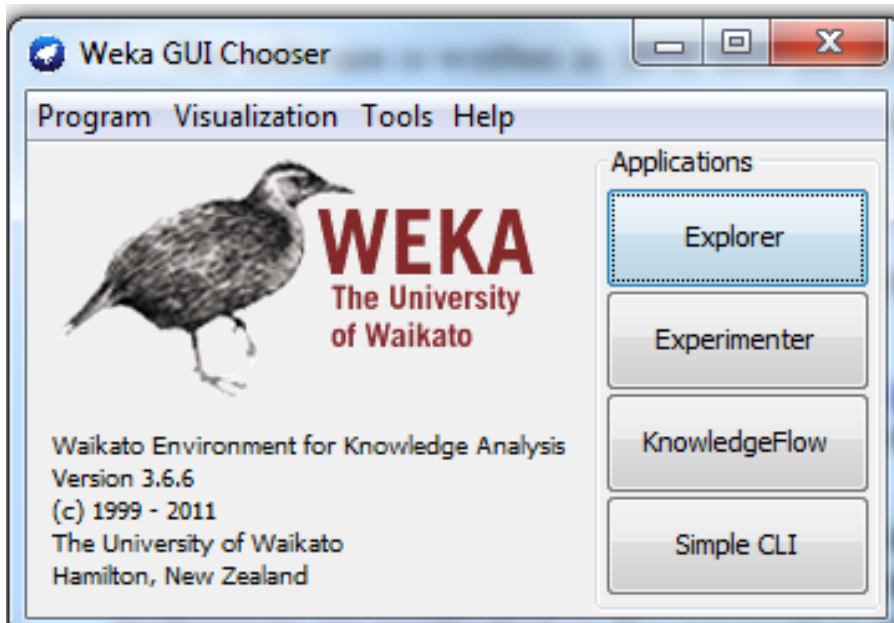 Weka GUI Chooser
Program Visualization Tools Help
WEKA
The University
of Waikato
Waikato Environment for Knowledge Analysis
Version 3.6.6
(c) 1999 - 2011
The University of Waikato
Hamilton, New Zealand
Applications
Explorer
Experimenter
KnowledgeFlow
Simple CLI